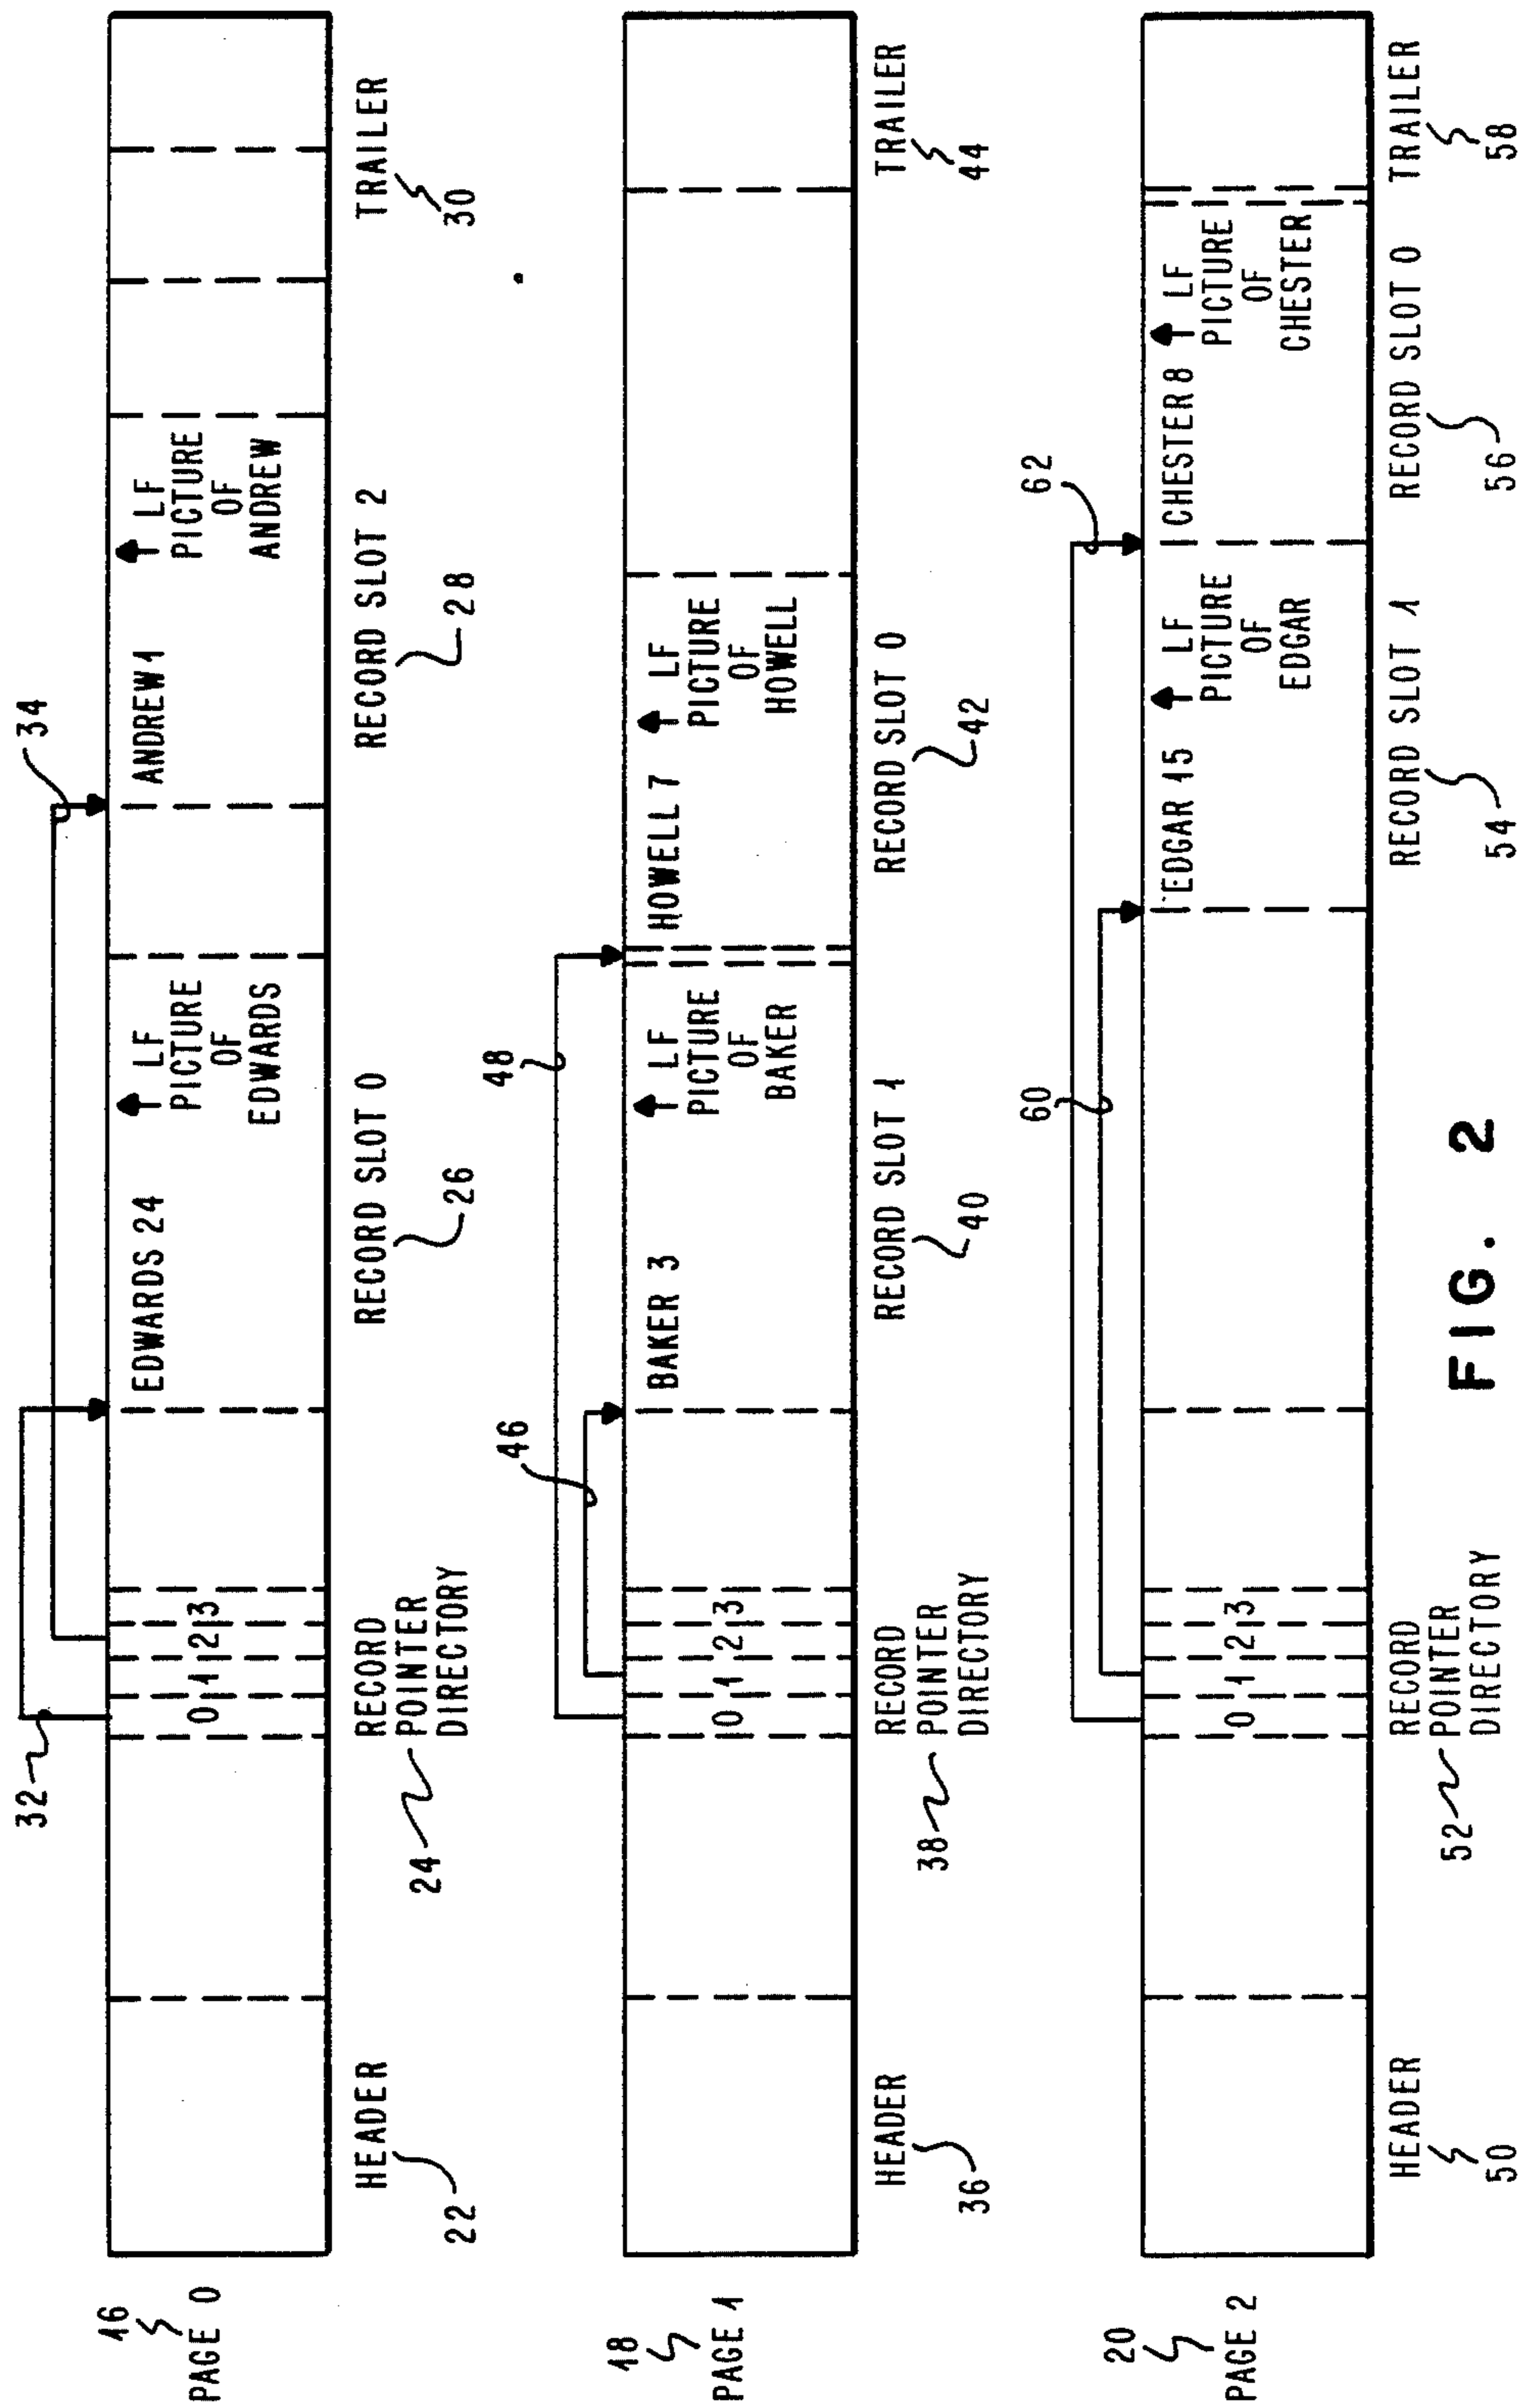 16
PAGE 0
32
34
0 1 2 3
EDWARDS 24
LF
PICTURE
OF
EDWARDS
ANDREW 1
LF
PICTURE
OF
ANDREW
HEADER
22
RECORD
POINTER
DIRECTORY
24
RECORD SLOT 0
26
RECORD SLOT 2
28
TRAILER
30
18
PAGE 1
46
48
0 1 2 3
BAKER 3
LF
PICTURE
OF
BAKER
HOWELL 7
LF
PICTURE
OF
HOWELL
HEADER
36
RECORD
POINTER
DIRECTORY
38
RECORD SLOT 1
40
RECORD SLOT 0
42
TRAILER
44
20
PAGE 2
60
62
0 1 2 3
EDGAR 15
LF
PICTURE
OF
EDGAR
CHESTER 8
LF
PICTURE
OF
CHESTER
HEADER
50
RECORD
POINTER
DIRECTORY
52
RECORD SLOT 1
54
RECORD SLOT 0
56
TRAILER
58
FIG. 2